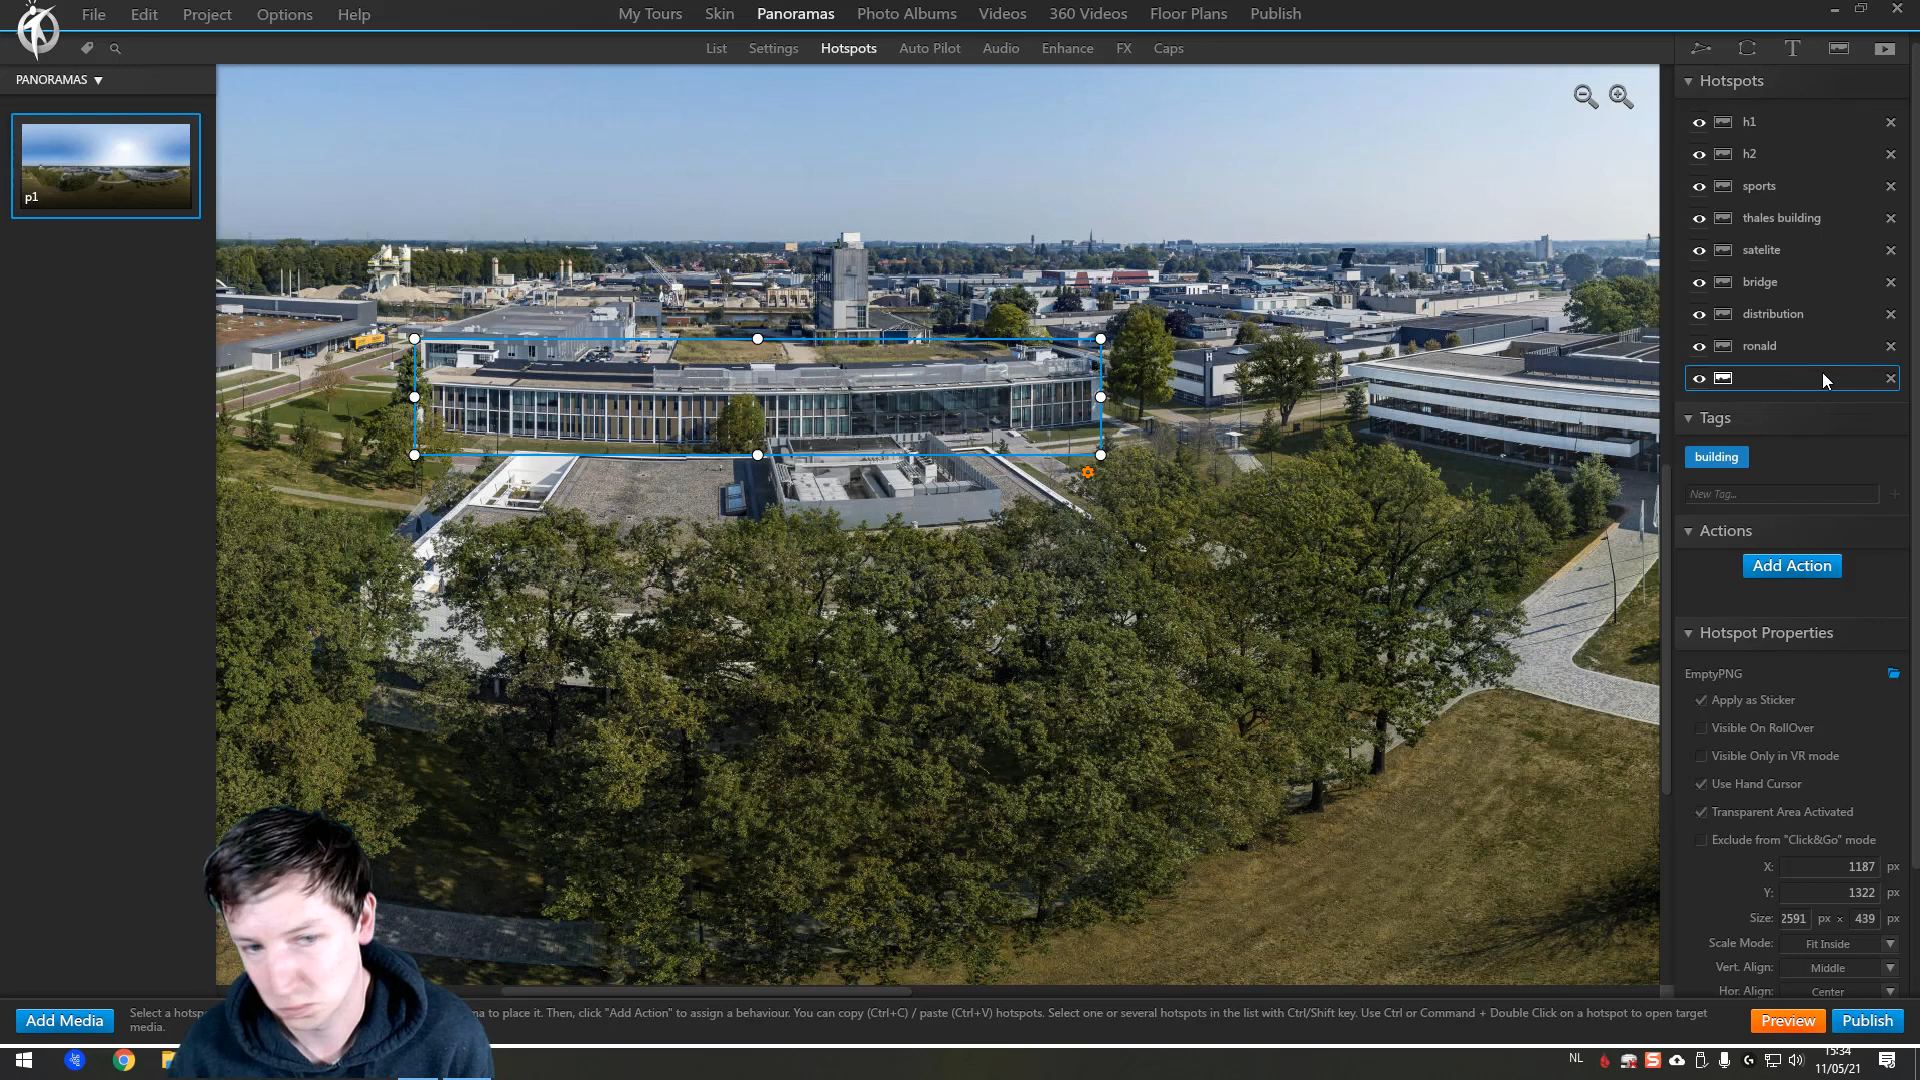 File Edit Project Options Help
My Tours Skin Panoramas Photo Albums Videos 360 Videos Floor Plans Publish
List Settings Hotspots Auto Pilot Audio Enhance FX Caps
PANORAMAS
p1
Hotspots
h1
h2
sports
thales building
satelite
bridge
distribution
ronald
Tags
building
New Tag...
Actions
Add Action
Hotspot Properties
EmptyPNG
Apply as Sticker
Visible On RollOver
Visible Only in VR mode
Use Hand Cursor
Transparent Area Activated
Exclude from "Click&Go" mode
X: 1187 px
Y: 1322 px
Size: 2591 px × 439 px
Scale Mode: Fit Inside
Vert. Align: Middle
Hor. Align: Center
Add Media
Select a hotsp ma to place it. Then, click "Add Action" to assign a behaviour. You can copy (Ctrl+C) / paste (Ctrl+V) hotspots. Select one or several hotspots in the list with Ctrl/Shift key. Use Ctrl or Command + Double Click on a hotspot to open target
media.
Preview Publish
NL
15:34
11/05/21